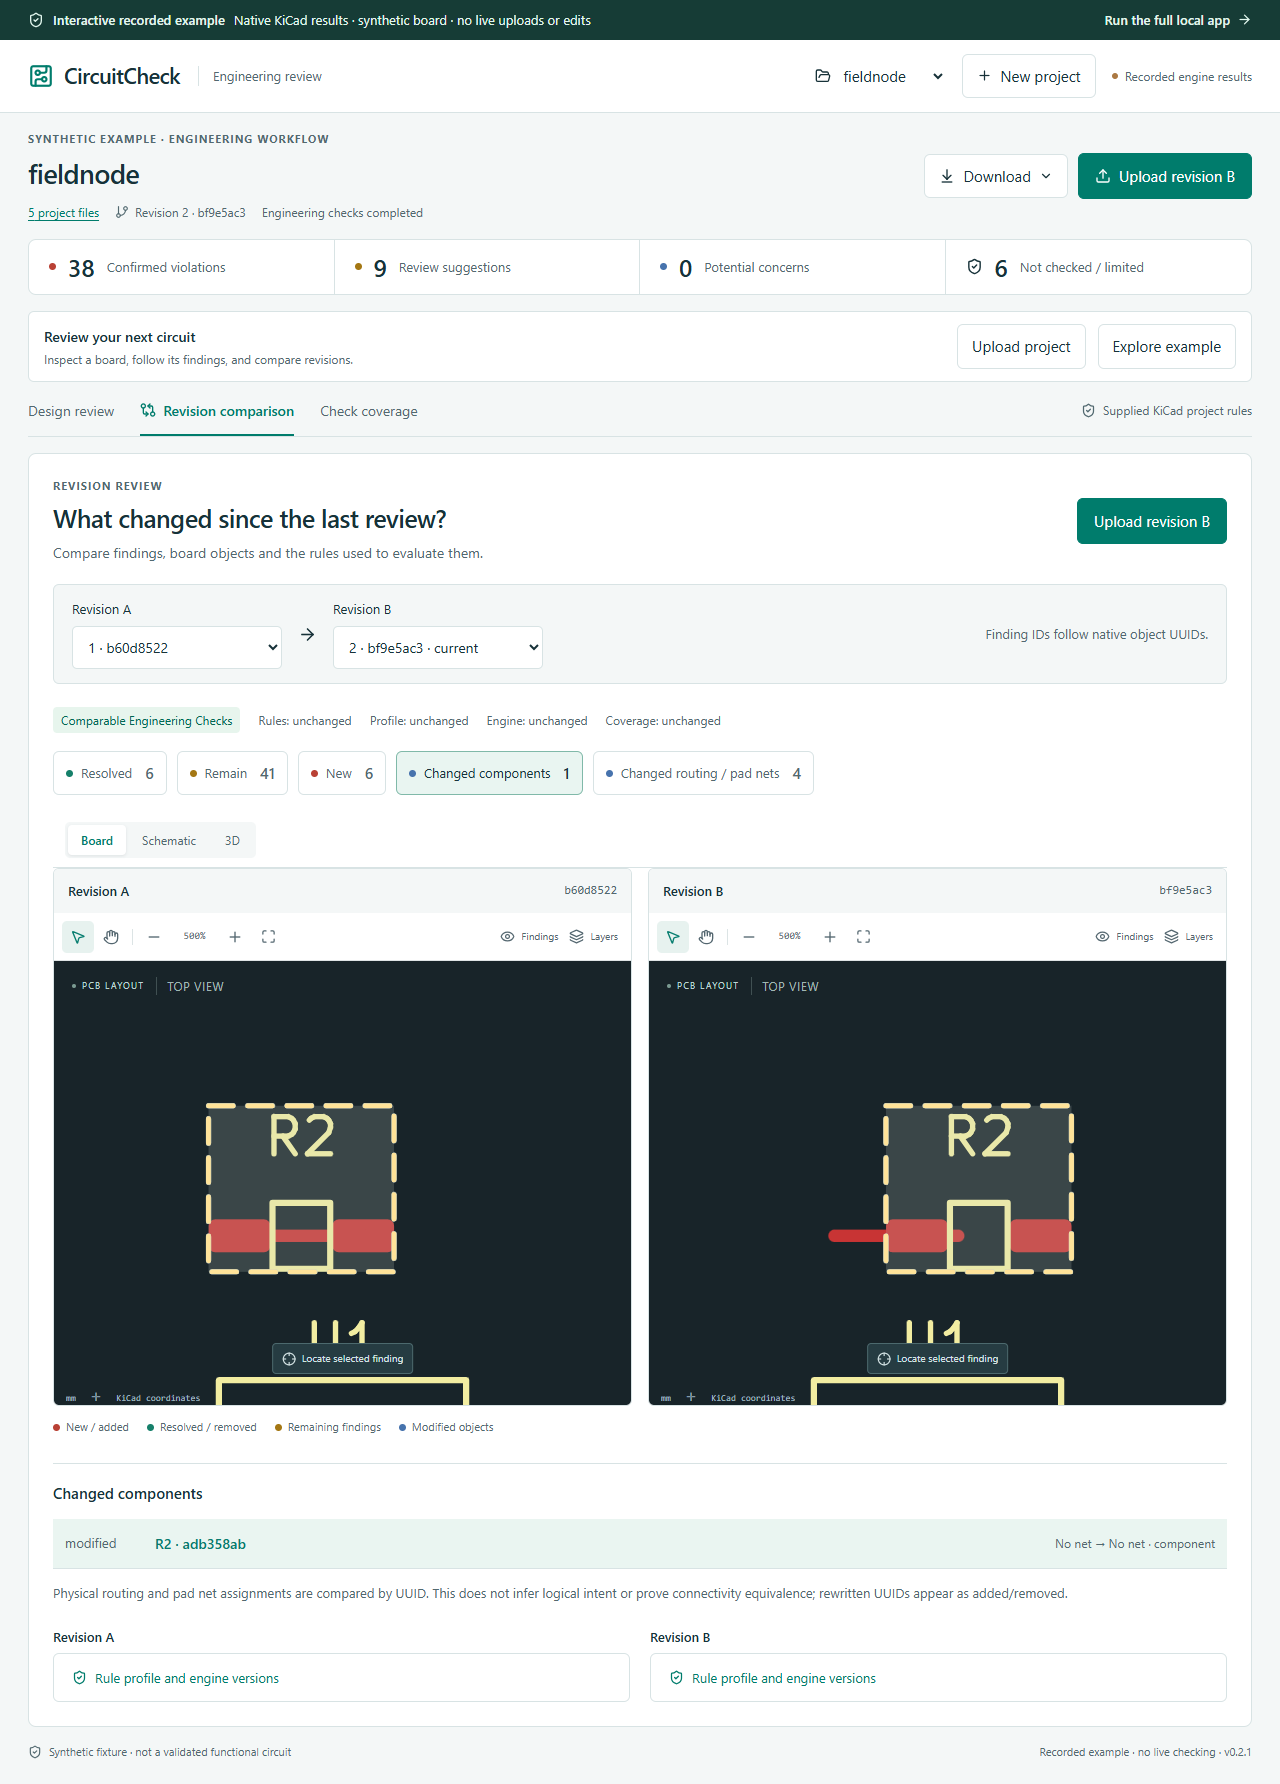 Interactive recorded example Native KiCad results · synthetic board · no live uploads or edits
Run the full local app →
CircuitCheck
Engineering review
fieldnode
+ New project
Recorded engine results
SYNTHETIC EXAMPLE · ENGINEERING WORKFLOW
fieldnode
Download
Upload revision B
5 project files
Revision 2 · bf9e5ac3
Engineering checks completed
38 Confirmed violations
9 Review suggestions
0 Potential concerns
6 Not checked / limited
Review your next circuit
Inspect a board, follow its findings, and compare revisions.
Upload project
Explore example
Design review
Revision comparison
Check coverage
Supplied KiCad project rules
REVISION REVIEW
What changed since the last review?
Compare findings, board objects and the rules used to evaluate them.
Upload revision B
Revision A
1 · b60d8522
→
Revision B
2 · bf9e5ac3 · current
Finding IDs follow native object UUIDs.
Comparable Engineering Checks
Rules: unchanged
Profile: unchanged
Engine: unchanged
Coverage: unchanged
Resolved 6
Remain 41
New 6
Changed components 1
Changed routing / pad nets 4
Board
Schematic
3D
Revision A
b60d8522
500%
Findings
Layers
PCB LAYOUT
TOP VIEW
R2
U1
Locate selected finding
mm
KiCad coordinates
Revision B
bf9e5ac3
500%
Findings
Layers
PCB LAYOUT
TOP VIEW
R2
U1
Locate selected finding
mm
KiCad coordinates
New / added
Resolved / removed
Remaining findings
Modified objects
Changed components
modified
R2 · adb358ab
No net → No net · component
Physical routing and pad net assignments are compared by UUID. This does not infer logical intent or prove connectivity equivalence; rewritten UUIDs appear as added/removed.
Revision A
Rule profile and engine versions
Revision B
Rule profile and engine versions
Synthetic fixture · not a validated functional circuit
Recorded example · no live checking · v0.2.1